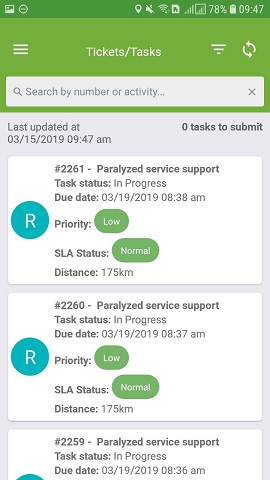 78% 09:47
Tickets/Tasks
Search by number or activity...
Last updated at 0 tasks to submit
03/15/2019 09:47 am
#2261 - Paralyzed service support
Task status: In Progress
Due date: 03/19/2019 08:38 am
R
Priority: Low
SLA Status: Normal
Distance: 175km
#2260 - Paralyzed service support
Task status: In Progress
Due date: 03/19/2019 08:37 am
R
Priority: Low
SLA Status: Normal
Distance: 175km
#2259 - Paralyzed service support
Task status: In Progress
Due date: 03/19/2019 08:36 am